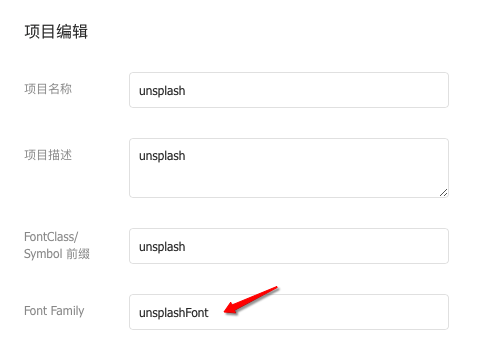 项目编辑
项目名称
unsplash
项目描述
unsplash
FontClass/
Symbol 前缀
unsplash
Font Family
unsplashFont